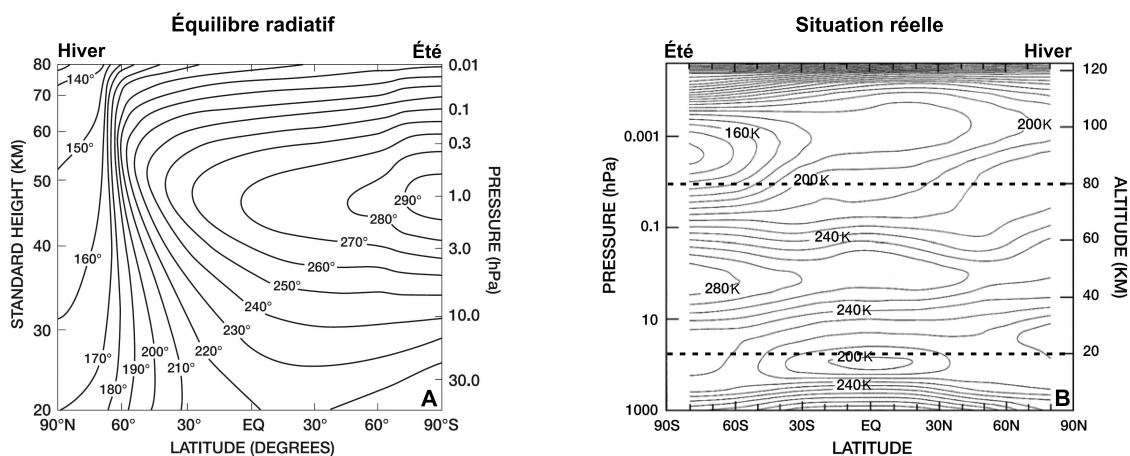 Équilibre radiatif
Hiver
Été
80
70
60
50
40
30
20
STANDARD HEIGHT (KM)
140°
150°
160°
170°
180°
190°
200°
210°
220°
230°
240°
250°
260°
270°
280°
290°
0.01
0.1
0.3
1.0
3.0
10.0
30.0
PRESSURE (hPa)
A
90°N 60° 30° EQ 30° 60° 90°S
LATITUDE (DEGREES)
Situation réelle
Été
Hiver
0.001
0.1
10
1000
PRESSURE (hPa)
160K
200K
200K
240K
280K
240K
200K
240K
120
100
80
60
40
20
ALTITUDE (KM)
B
90S 60S 30S EQ 30N 60N 90N
LATITUDE